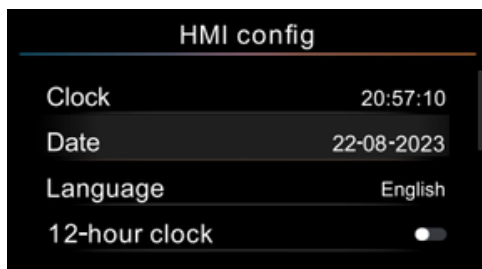 HMI config
Clock 20:57:10
Date 22-08-2023
Language English
12-hour clock